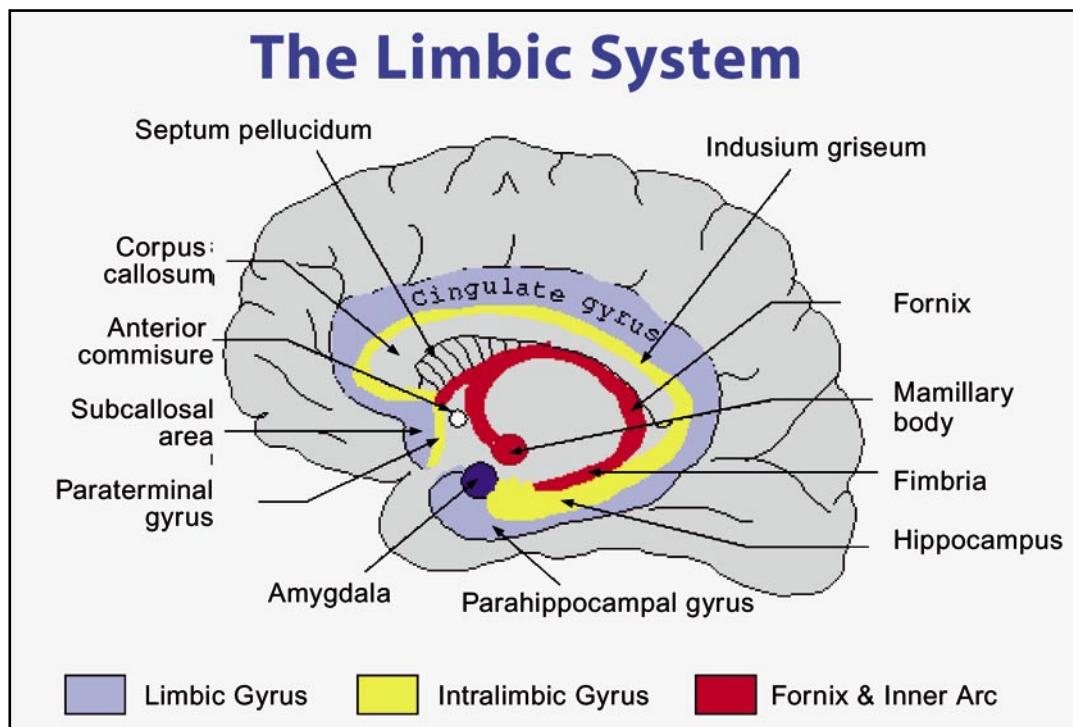 The Limbic System
Septum pellucidum
Indusium griseum
Corpus
callosum
Anterior
commisure
Subcallosal
area
Paraterminal
gyrus
Cingulate gyrus
Fornix
Mamillary
body
Fimbria
Hippocampus
Amygdala
Parahippocampal gyrus
Limbic Gyrus
Intralimbic Gyrus
Fornix & Inner Arc